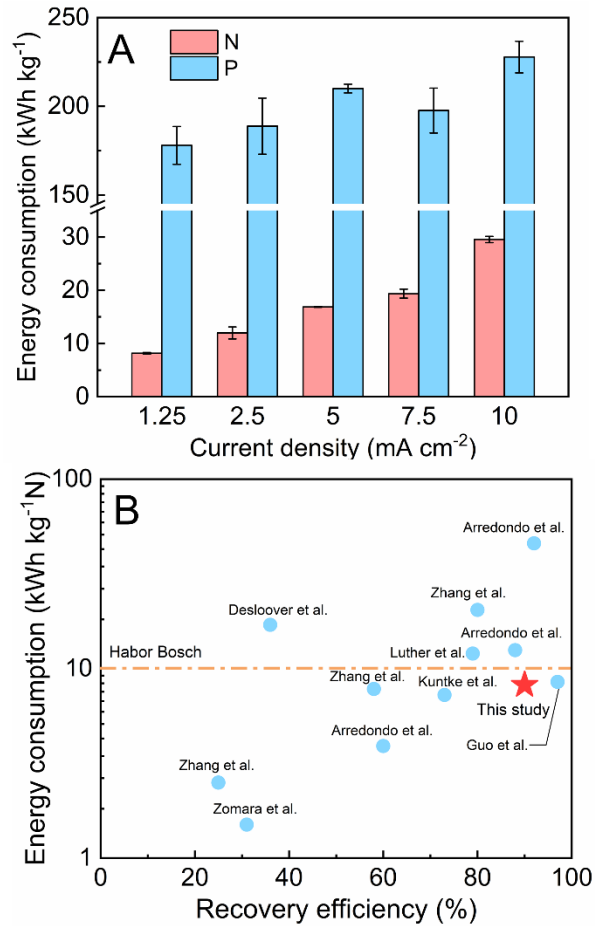 A
N
P
Energy consumption (kWh kg⁻¹)
250
200
150
30
20
10
0
1.25 2.5 5 7.5 10
Current density (mA cm⁻²)
B
Energy consumption (kWh kg⁻¹N)
100
10
1
Arredondo et al.
Zhang et al.
Desloover et al.
Arredondo et al.
Luther et al.
Habor Bosch
Zhang et al.
Kuntke et al.
This study
Arredondo et al.
Guo et al.
Zhang et al.
Zomara et al.
0 20 40 60 80 100
Recovery efficiency (%)